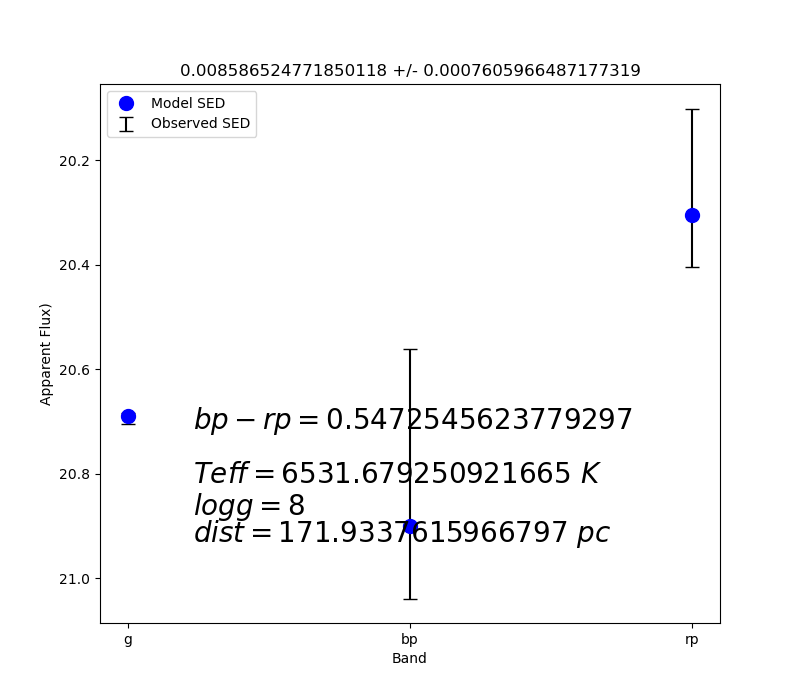 0.008586524771850118 +/- 0.0007605966487177319
Model SED
Observed SED
20.2
20.4
20.6
20.8
21.0
Apparent Flux)
bp − rp = 0.5472545623779297
Teff = 6531.679250921665 K
logg = 8
dist = 171.9337615966797 pc
g
bp
rp
Band